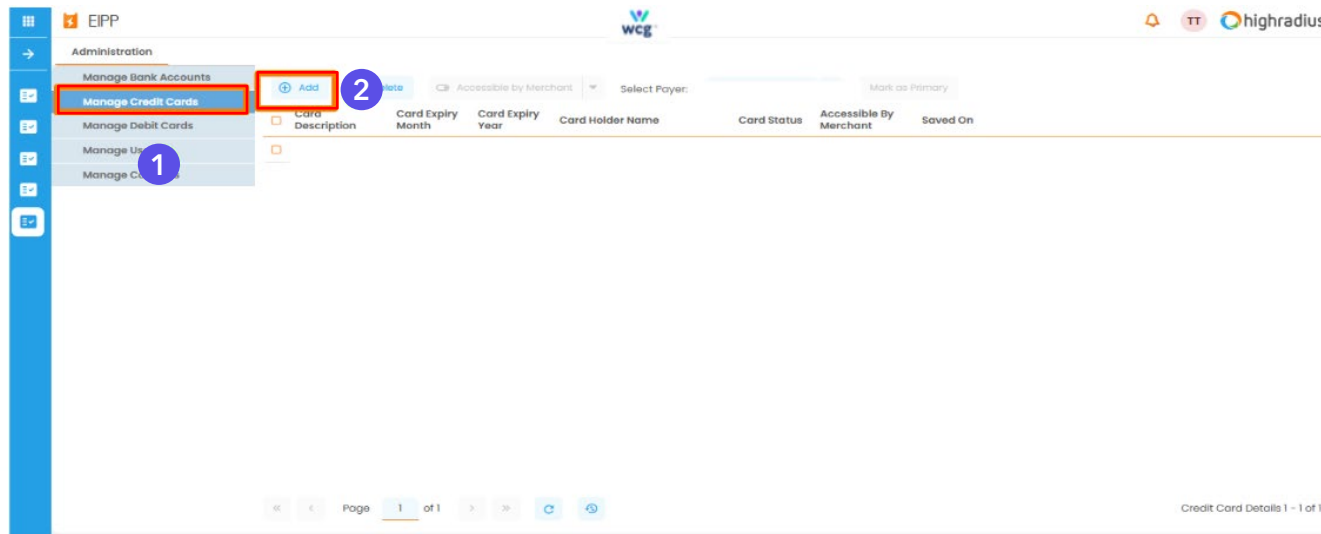 EIPP
wcg
TT
highradius
Administration
Manage Bank Accounts
Manage Credit Cards
Manage Debit Cards
Manage
Manage
1
Add
2
Accessible by Merchant
Select Payer:
Mark as Primary
Card Description
Card Expiry Month
Card Expiry Year
Card Holder Name
Card Status
Accessible By Merchant
Saved On
Page 1 of 1
Credit Card Details 1 - 1 of 1